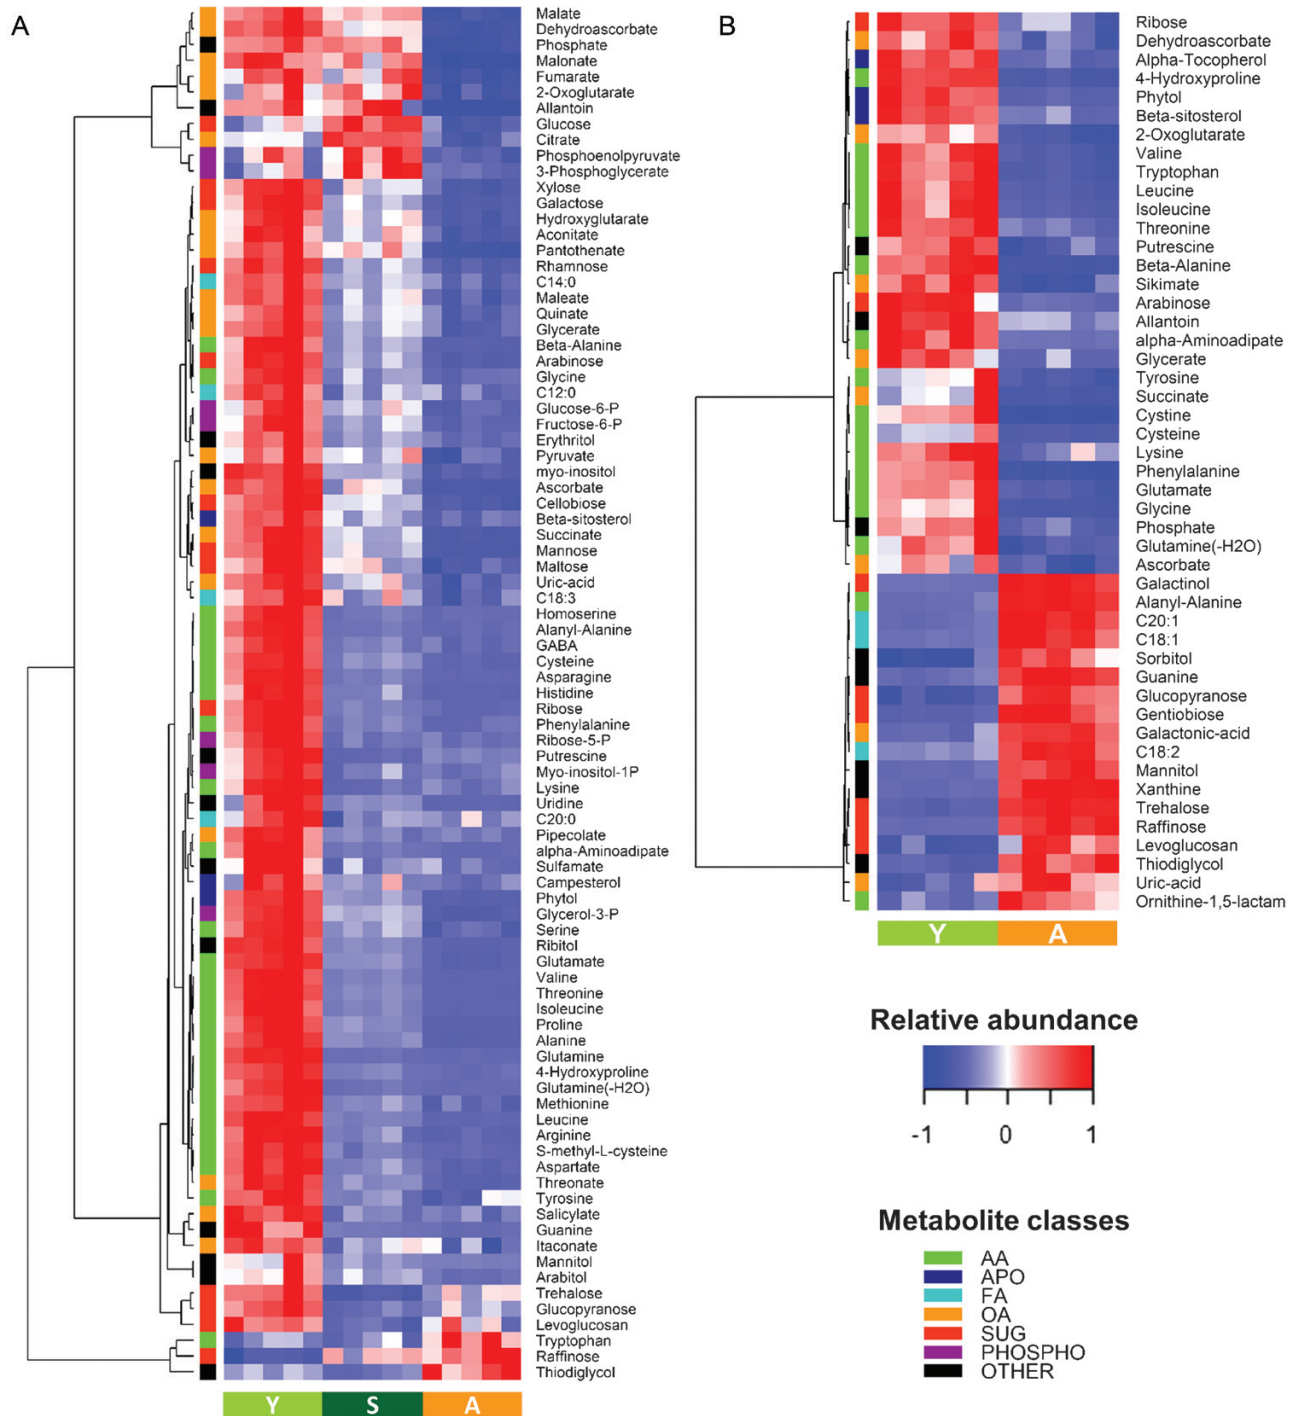 A
Malate
Dehydroascorbate
Phosphate
Malonate
Fumarate
2-Oxoglutarate
Allantoin
Glucose
Citrate
Phosphoenolpyruvate
3-Phosphoglycerate
Xylose
Galactose
Hydroxyglutarate
Aconitate
Pantothenate
Rhamnose
C14:0
Maleate
Quinate
Glycerate
Beta-Alanine
Arabinose
Glycine
C12:0
Glucose-6-P
Fructose-6-P
Erythritol
Pyruvate
myo-inositol
Ascorbate
Cellobiose
Beta-sitosterol
Succinate
Mannose
Maltose
Uric-acid
C18:3
Homoserine
Alanyl-Alanine
GABA
Cysteine
Asparagine
Histidine
Ribose
Phenylalanine
Ribose-5-P
Putrescine
Myo-inositol-1P
Lysine
Uridine
C20:0
Pipecolate
alpha-Aminoadipate
Sulfamate
Campesterol
Phytol
Glycerol-3-P
Serine
Ribitol
Glutamate
Valine
Threonine
Isoleucine
Proline
Alanine
Glutamine
4-Hydroxyproline
Glutamine(-H2O)
Methionine
Leucine
Arginine
S-methyl-L-cysteine
Aspartate
Threonate
Tyrosine
Salicylate
Guanine
Itaconate
Mannitol
Arabitol
Trehalose
Glucopyranose
Levoglucosan
Tryptophan
Raffinose
Thiodiglycol
Y S A
B
Ribose
Dehydroascorbate
Alpha-Tocopherol
4-Hydroxyproline
Phytol
Beta-sitosterol
2-Oxoglutarate
Valine
Tryptophan
Leucine
Isoleucine
Threonine
Putrescine
Beta-Alanine
Sikimate
Arabinose
Allantoin
alpha-Aminoadipate
Glycerate
Tyrosine
Succinate
Cystine
Cysteine
Lysine
Phenylalanine
Glutamate
Glycine
Phosphate
Glutamine(-H2O)
Ascorbate
Galactinol
Alanyl-Alanine
C20:1
C18:1
Sorbitol
Guanine
Glucopyranose
Gentiobiose
Galactonic-acid
C18:2
Mannitol
Xanthine
Trehalose
Raffinose
Levoglucosan
Thiodiglycol
Uric-acid
Ornithine-1,5-lactam
Y A
Relative abundance
-1 0 1
Metabolite classes
AA
APO
FA
OA
SUG
PHOSPHO
OTHER